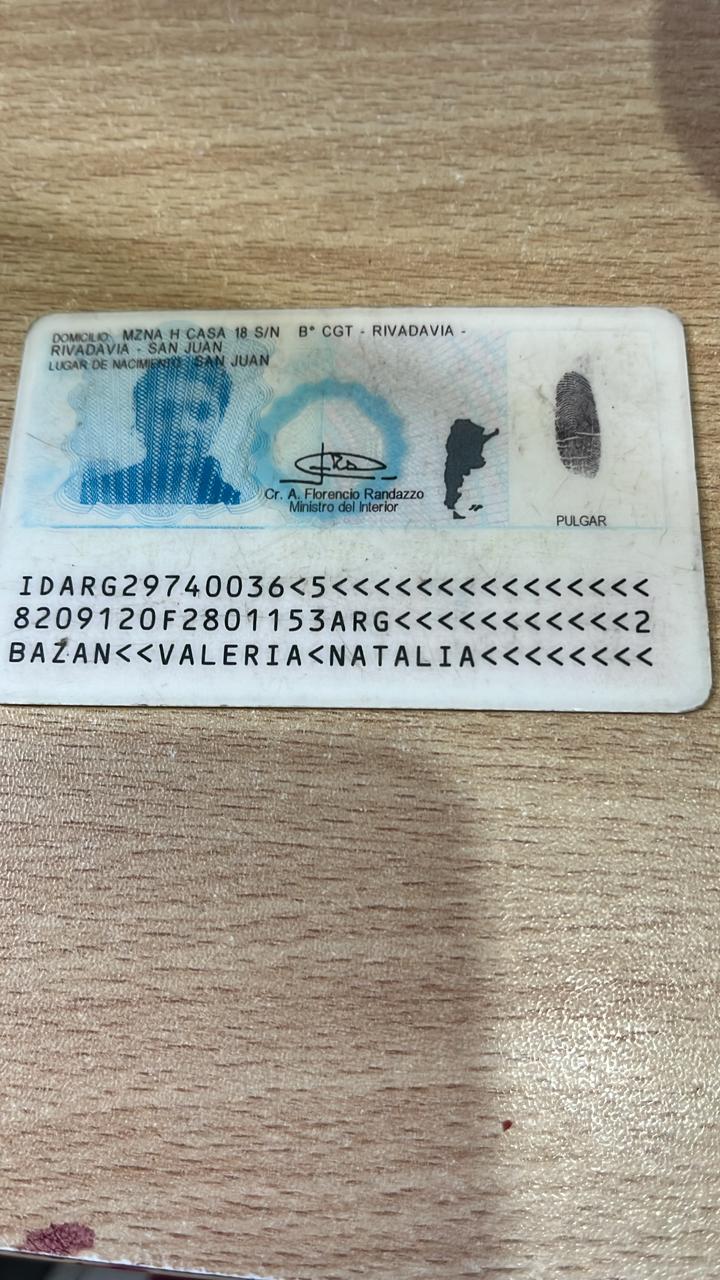 DOMICILIO: MZNA H CASA 18 S/N B° CGT - RIVADAVIA -
RIVADAVIA - SAN JUAN
LUGAR DE NACIMIENTO: SAN JUAN
Cr. A. Florencio Randazzo
Ministro del Interior
PULGAR
IDARG29740036<5<<<<<<<<<<<<<<<
8209120F2801153ARG<<<<<<<<<<<2
BAZAN<<VALERIA<NATALIA<<<<<<<<